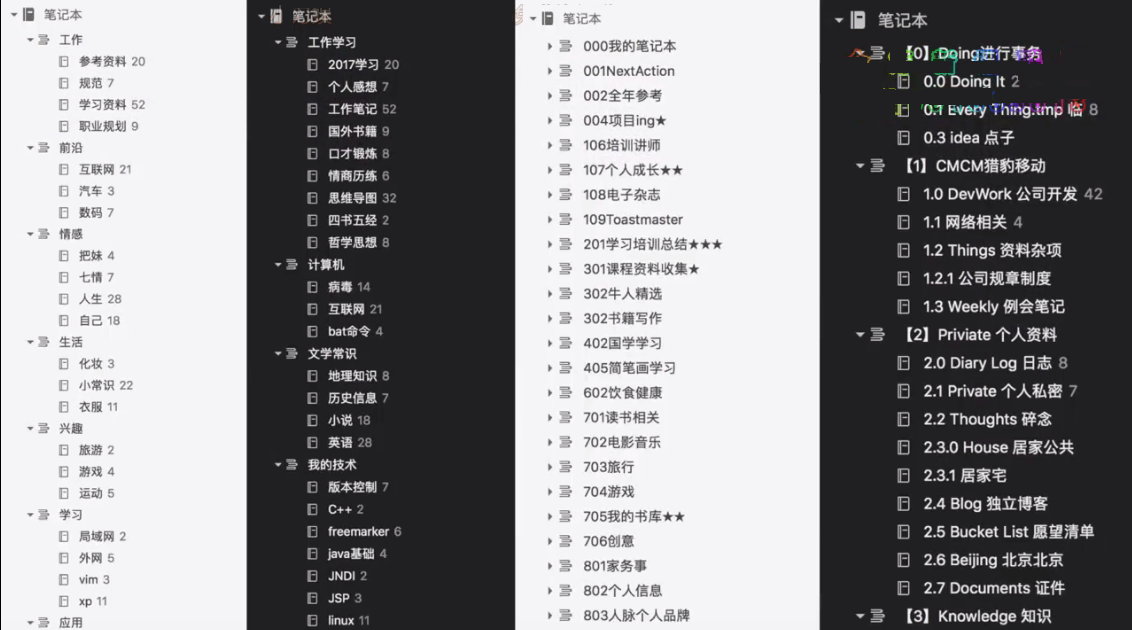 笔记本
工作
参考资料 20
规范 7
学习资料 52
职业规划 9
前沿
互联网 21
汽车 3
数码 7
情感
把妹 4
七情 7
人生 28
自己 18
生活
化妆 3
小常识 22
衣服 11
兴趣
旅游 2
游戏 4
运动 5
学习
局域网 2
外网 5
vim 3
xp 11
应用
笔记本
工作学习
2017学习 20
个人感想 7
工作笔记 52
国外书籍 9
口才锻炼 8
情商历练 6
思维导图 32
四书五经 2
哲学思想 8
计算机
病毒 14
互联网 21
bat命令 4
文学常识
地理知识 8
历史信息 7
小说 18
英语 28
我的技术
版本控制 7
C++ 2
freemarker 6
java基础 4
JNDI 2
JSP 3
linux 11
笔记本
000我的笔记本
001NextAction
002全年参考
004项目ing★
106培训讲师
107个人成长★★
108电子杂志
109Toastmaster
201学习培训总结★★★
301课程资料收集★
302牛人精选
302书籍写作
402国学学习
405简笔画学习
602饮食健康
701读书相关
702电影音乐
703旅行
704游戏
705我的书库★★
706创意
801家务事
802个人信息
803人脉个人品牌
笔记本
【0】Doing进行事务
0.0 Doing It 2
Every Thing.tmp 临 8
0.3 idea 点子
【1】CMCM猎豹移动
1.0 DevWork 公司开发 42
1.1 网络相关 4
1.2 Things 资料杂项
1.2.1 公司规章制度
1.3 Weekly 例会笔记
【2】Priviate 个人资料
2.0 Diary Log 日志 8
2.1 Private 个人私密 7
2.2 Thoughts 碎念
2.3.0 House 居家公共
2.3.1 居家宅
2.4 Blog 独立博客
2.5 Bucket List 愿望清单
2.6 Beijing 北京北京
2.7 Documents 证件
【3】Knowledge 知识